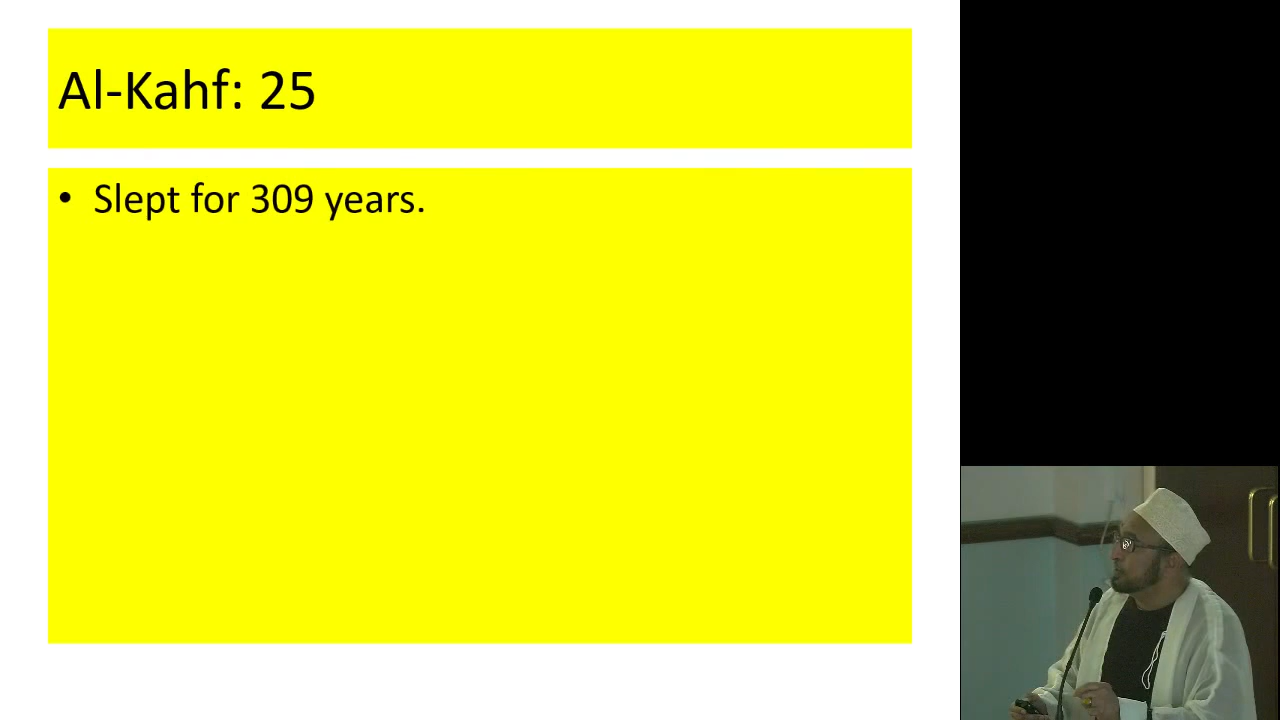 Al-Kahf: 25
• Slept for 309 years.